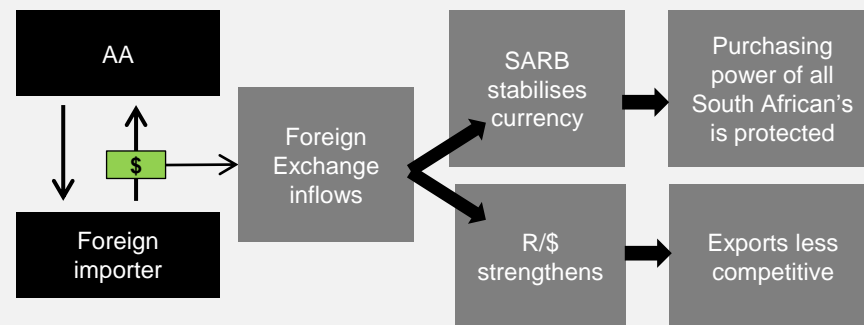 AA
$
Foreign
importer
Foreign
Exchange
inflows
SARB
stabilises
currency
Purchasing
power of all
South African's
is protected
R/$
strengthens
Exports less
competitive